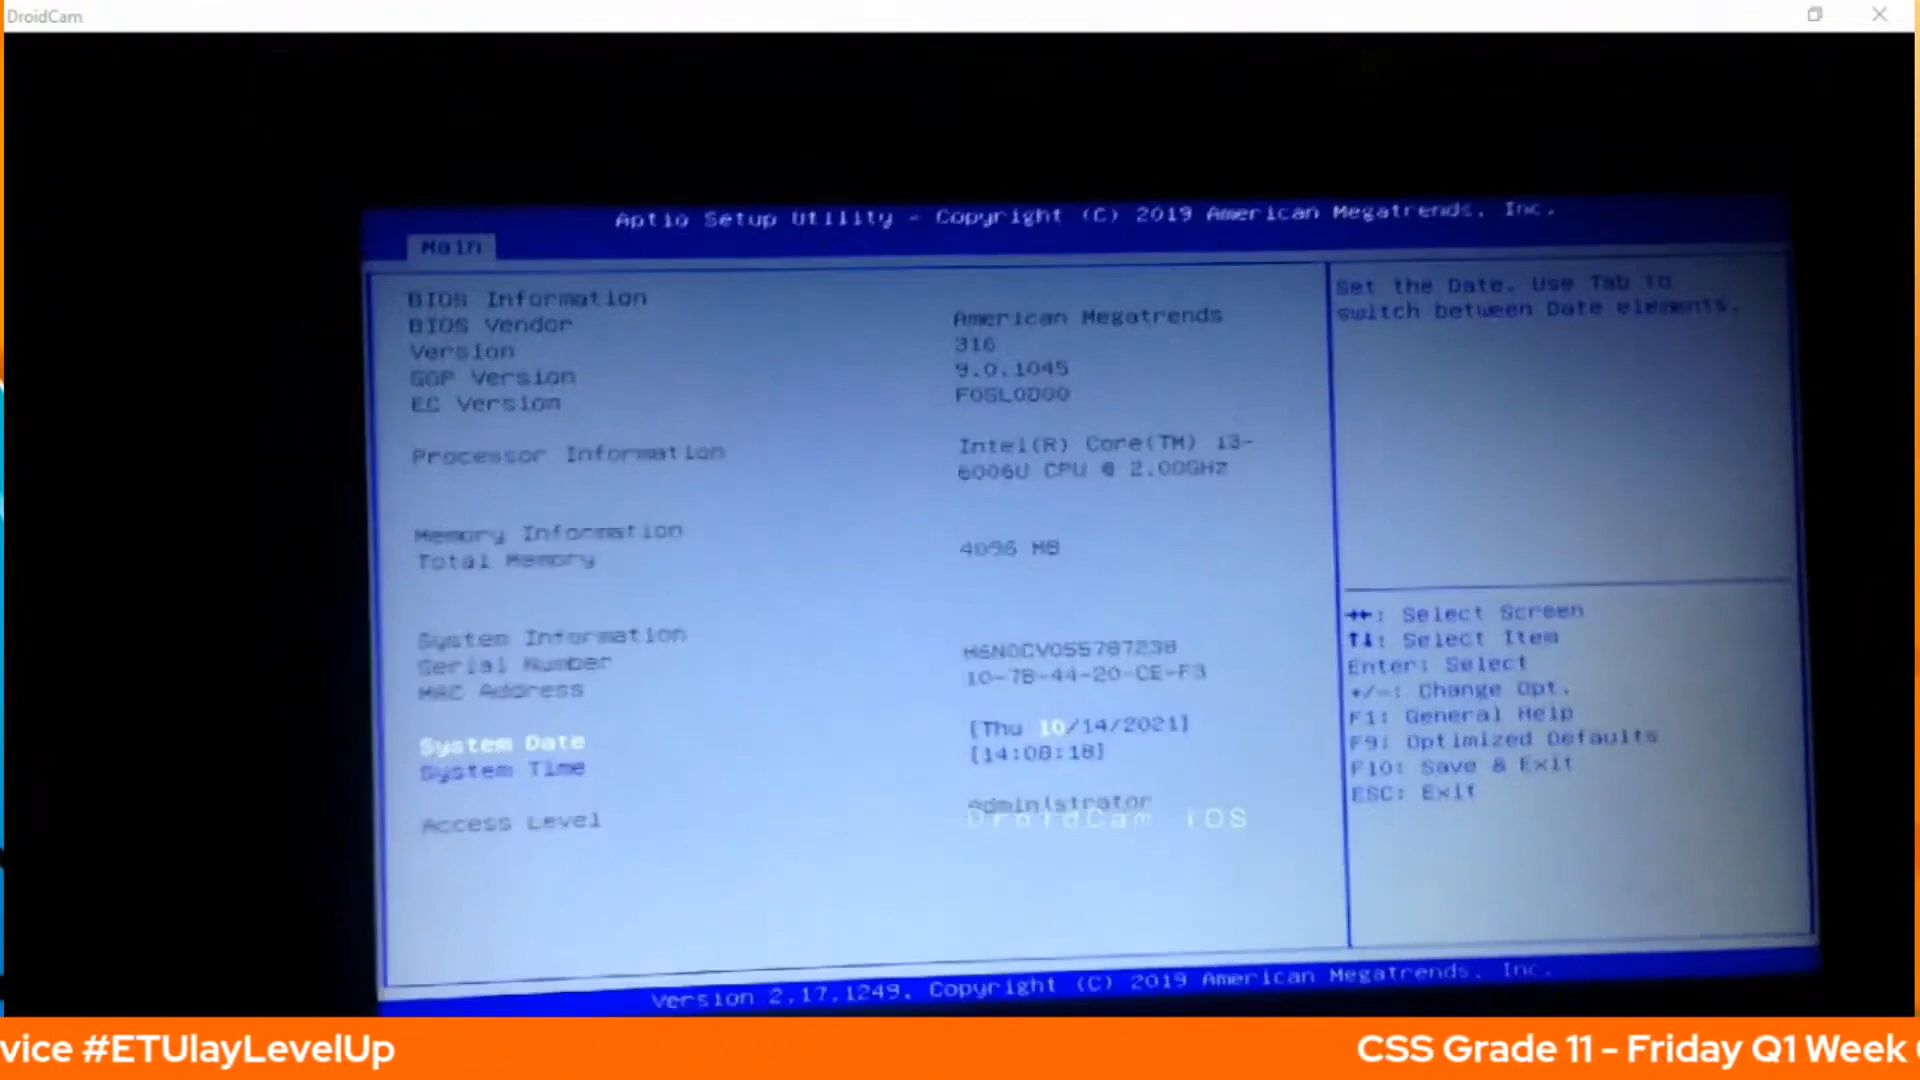 DroidCam
Aptio Setup Utility - Copyright (C) 2019 American Megatrends, Inc.
Main
BIOS Information
BIOS Vendor American Megatrends
Version 316
GOP Version 9.0.1045
EC Version
Processor Information Intel(R) Core(TM) i3-
6006U CPU @ 2.00GHz
Memory Information
Total Memory 4096 MB
System Information
Serial Number
MAC Address 10-7B-44-20-CE-F3
System Date [Thu 10/14/2021]
System Time [14:08:18]
Access Level Administrator
DroidCam iOS
Set the Date. Use Tab to
switch between Date elements.
→←: Select Screen
↑↓: Select Item
Enter: Select
+/-: Change Opt.
F1: General Help
F9: Optimized Defaults
F10: Save & Exit
ESC: Exit
Version 2.17.1249. Copyright (C) 2019 American Megatrends, Inc.
vice #ETUlayLevelUp
CSS Grade 11 - Friday Q1 Week